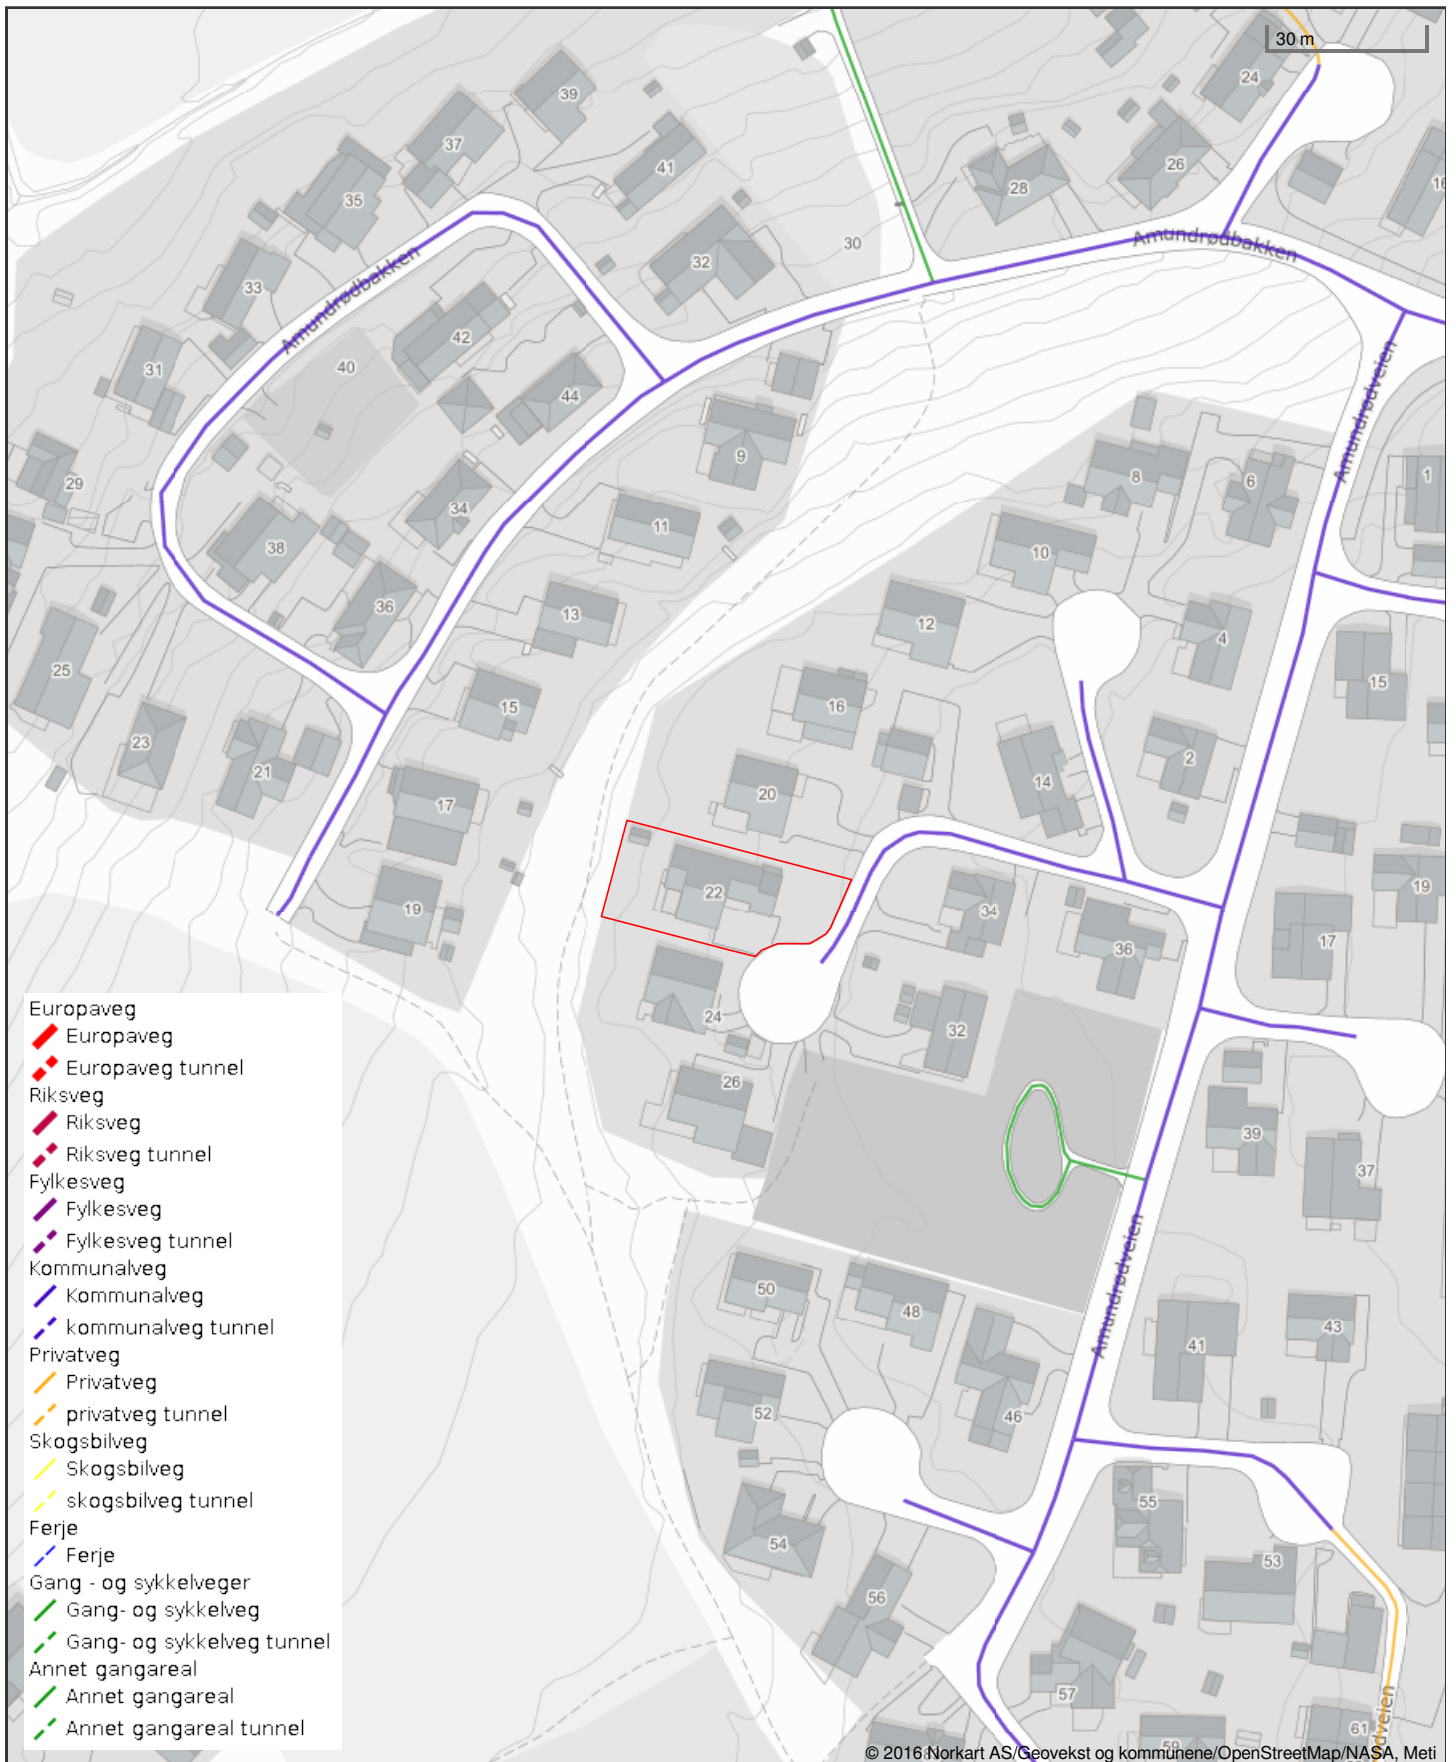 30 m
24
39
37
41
26
28
16
35
32
30
Amundrødbakken
33
Amundrødbakken
42
31
40
44
Amundrødveien
9
29
34
11
8
6
1
38
10
36
13
12
4
25
15
16
15
23
21
2
14
17
20
22
19
34
19
36
17
24
32
26
39
37
50
48
Amundrødveien
41
43
52
46
54
55
53
56
57
59
61
dveien
Europaveg
Europaveg
Europaveg tunnel
Riksveg
Riksveg
Riksveg tunnel
Fylkesveg
Fylkesveg
Fylkesveg tunnel
Kommunalveg
Kommunalveg
kommunalveg tunnel
Privatveg
Privatveg
privatveg tunnel
Skogsbilveg
Skogsbilveg
skogsbilveg tunnel
Ferje
Ferje
Gang - og sykkelveger
Gang- og sykkelveg
Gang- og sykkelveg tunnel
Annet gangareal
Annet gangareal
Annet gangareal tunnel
© 2016 Norkart AS/Geovekst og kommunene/OpenStreetMap/NASA, Meti